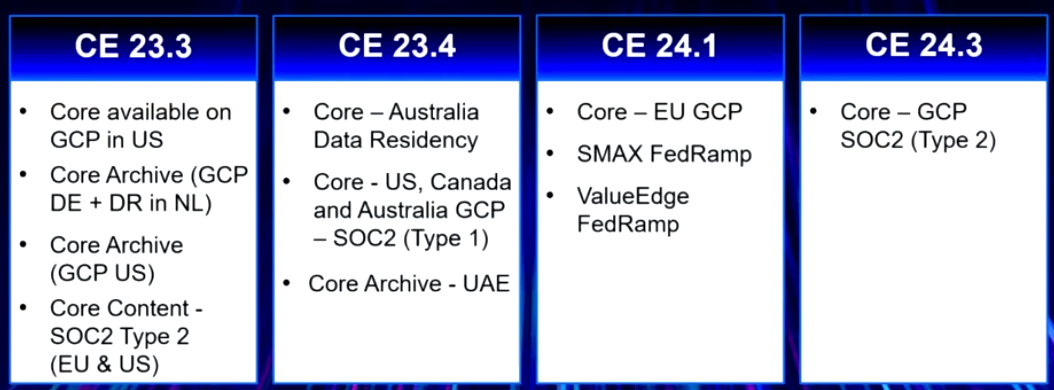 CE 23.3
• Core available on
GCP in US
• Core Archive (GCP
DE + DR in NL)
• Core Archive
(GCP US)
• Core Content -
SOC2 Type 2
(EU & US)
CE 23.4
• Core – Australia
Data Residency
• Core - US, Canada
and Australia GCP
– SOC2 (Type 1)
• Core Archive - UAE
CE 24.1
• Core – EU GCP
• SMAX FedRamp
• ValueEdge
FedRamp
CE 24.3
• Core – GCP
SOC2 (Type 2)